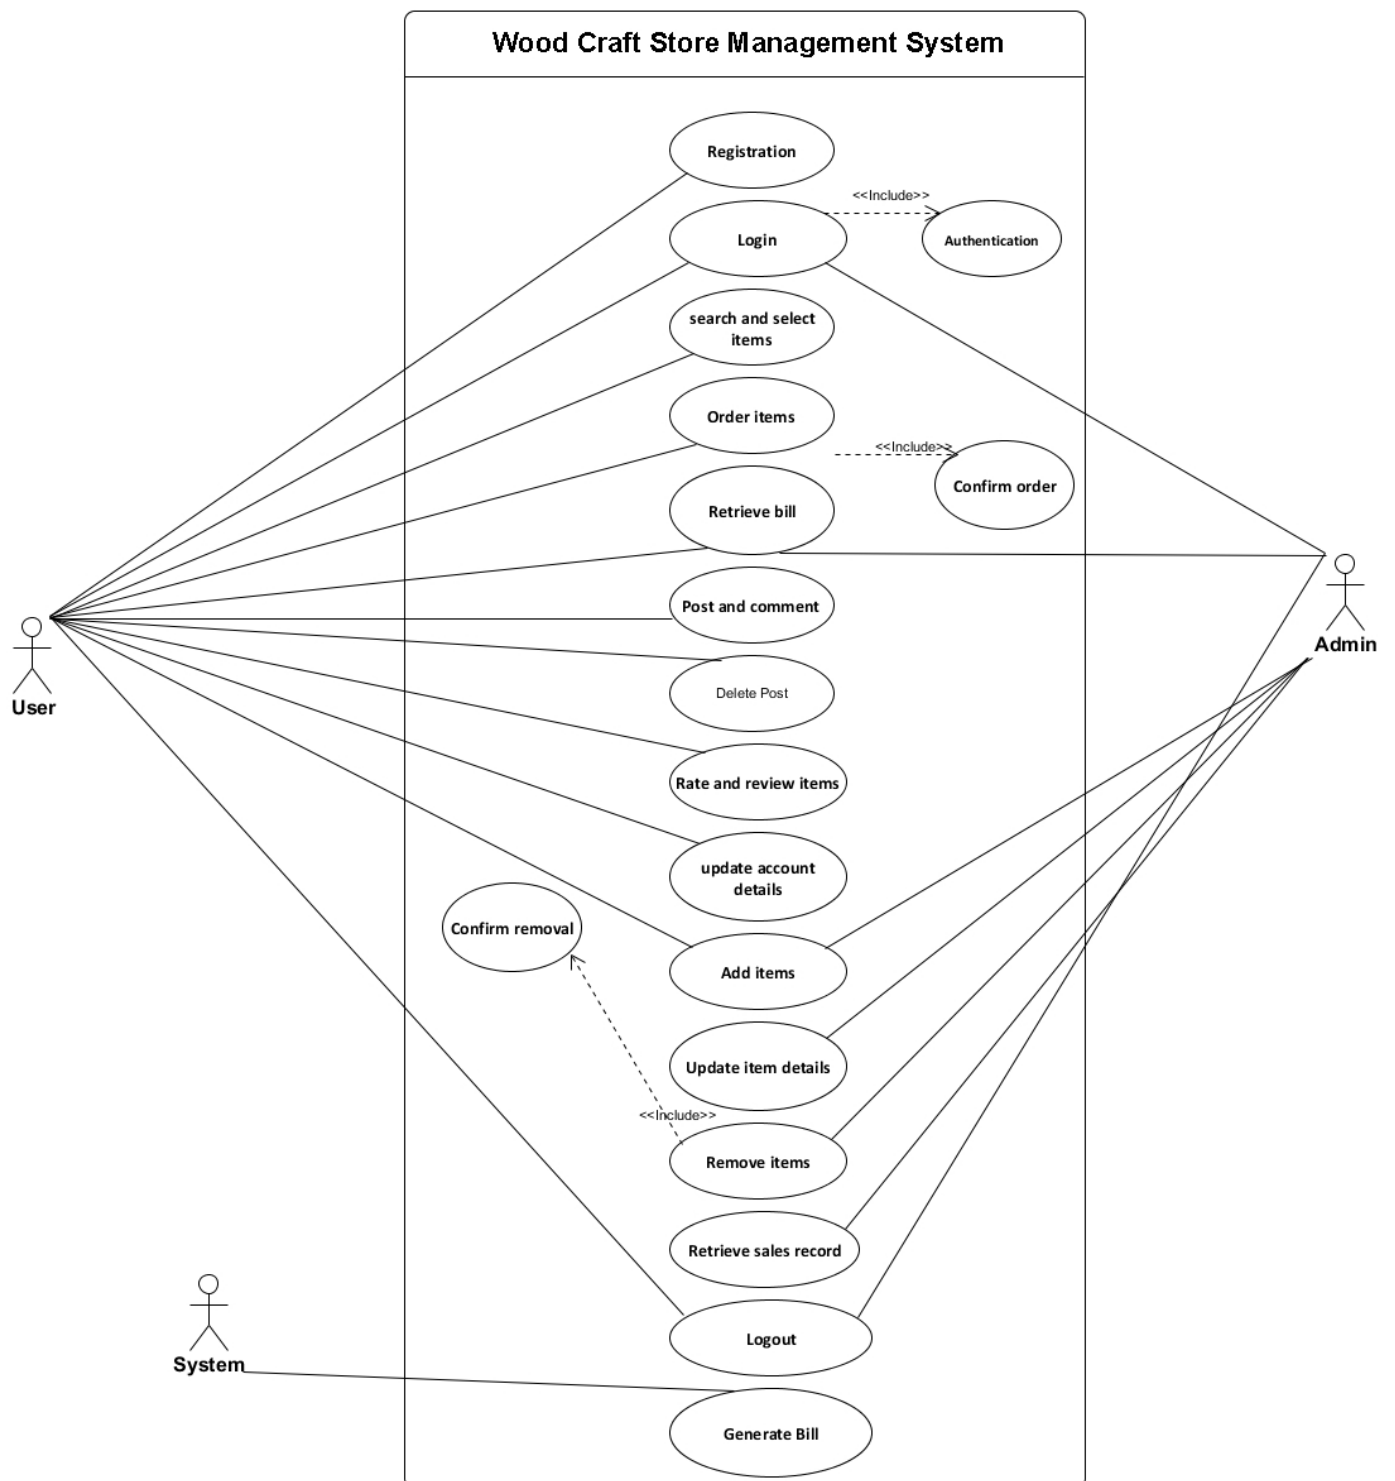 Wood Craft Store Management System
Registration
<<Include>>
Login
Authentication
search and select
items
Order items
<<Include>>
Confirm order
Retrieve bill
Post and comment
Admin
Delete Post
User
Rate and review items
update account
details
Confirm removal
Add items
Update item details
<<Include>>
Remove items
Retrieve sales record
Logout
System
Generate Bill